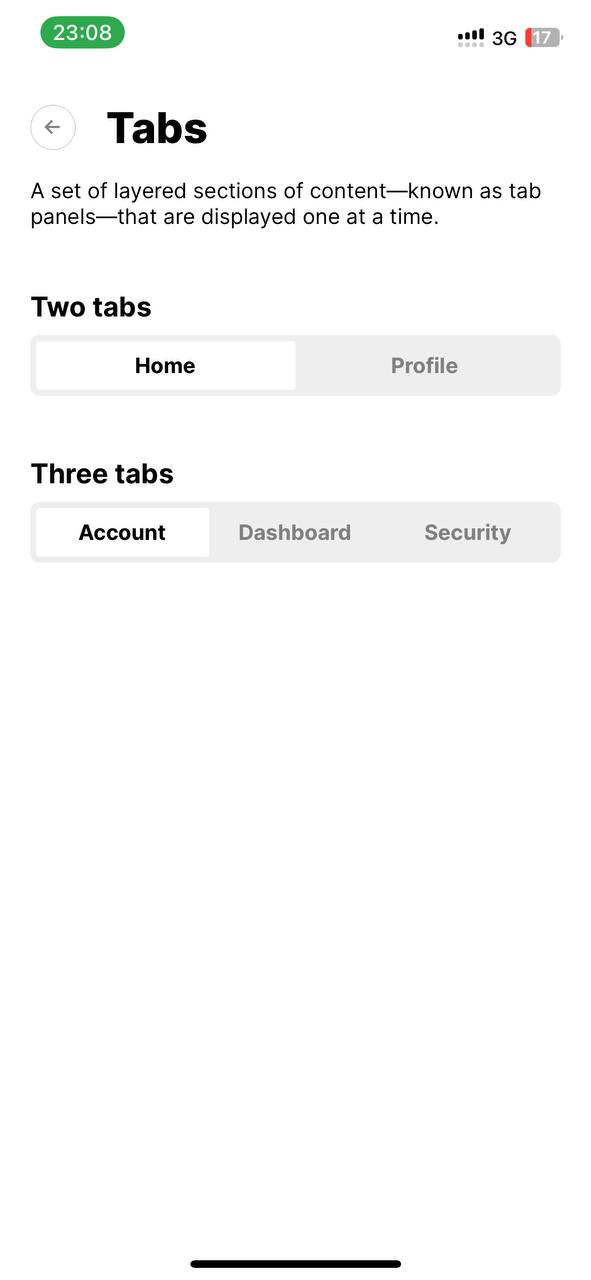 23:08
3G 17
Tabs
A set of layered sections of content—known as tab
panels—that are displayed one at a time.
Two tabs
Home Profile
Three tabs
Account Dashboard Security